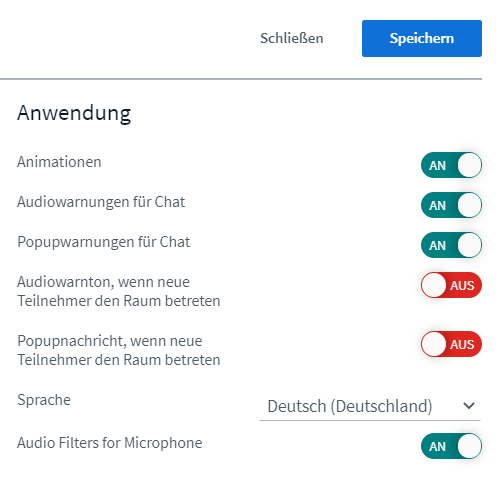 Schließen Speichern
Anwendung
Animationen AN
Audiowarnungen für Chat AN
Popupwarnungen für Chat AN
Audiowarnton, wenn neue
Teilnehmer den Raum betreten AUS
Popupnachricht, wenn neue
Teilnehmer den Raum betreten AUS
Sprache Deutsch (Deutschland)
Audio Filters for Microphone AN